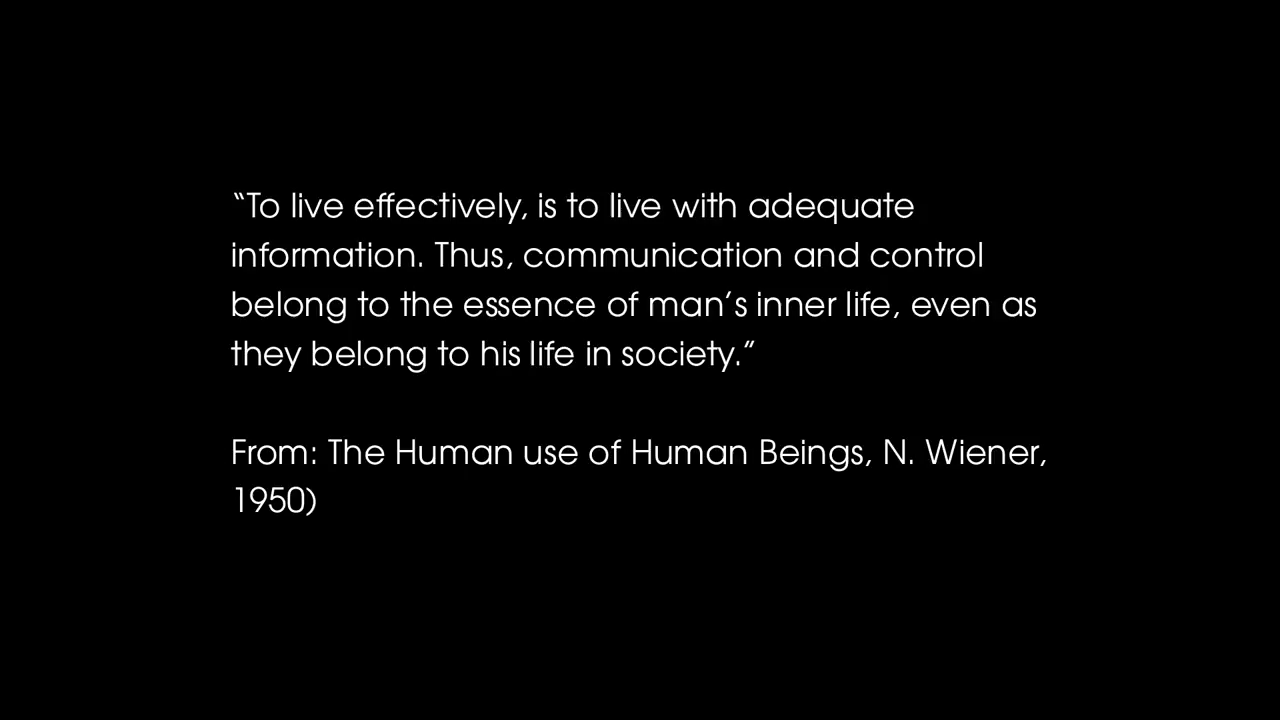 “To live effectively, is to live with adequate
information. Thus, communication and control
belong to the essence of man’s inner life, even as
they belong to his life in society.”
From: The Human use of Human Beings, N. Wiener,
1950)